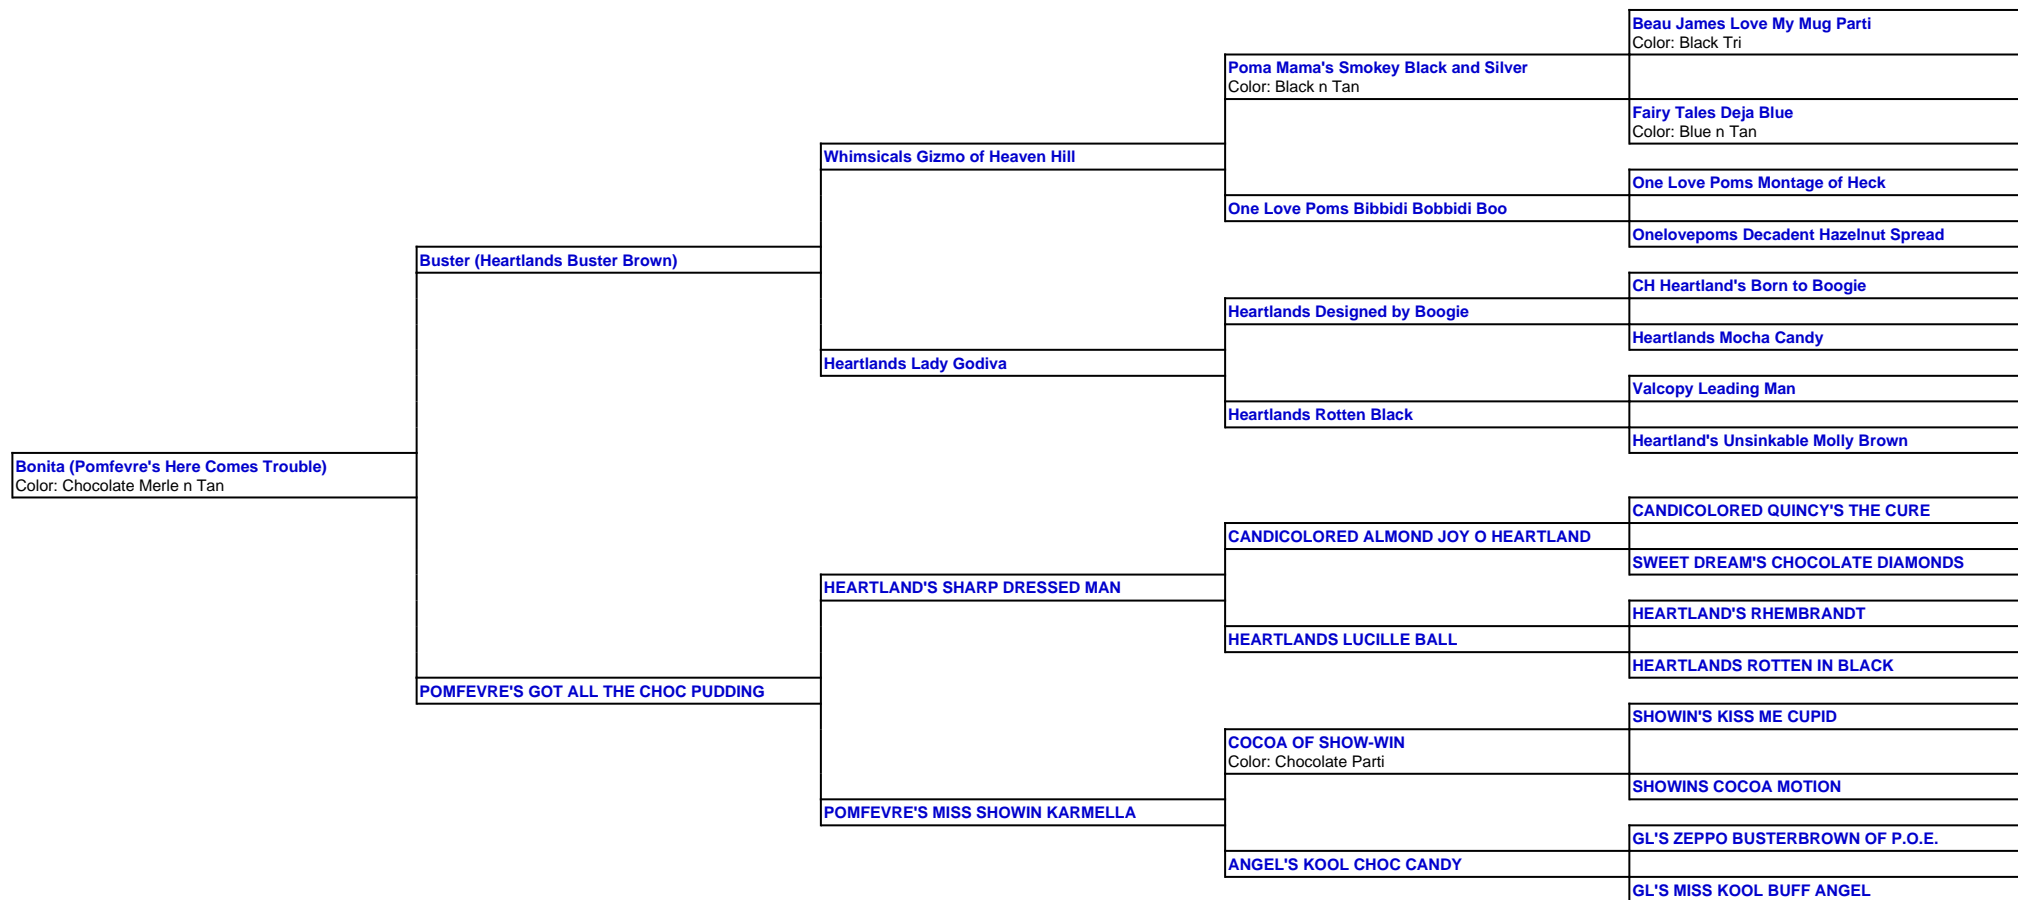 Beau James Love My Mug Parti
Color: Black Tri
Poma Mama's Smokey Black and Silver
Color: Black n Tan
Fairy Tales Deja Blue
Color: Blue n Tan
Whimsicals Gizmo of Heaven Hill
One Love Poms Montage of Heck
One Love Poms Bibbidi Bobbidi Boo
Onelovepoms Decadent Hazelnut Spread
Buster (Heartlands Buster Brown)
CH Heartland's Born to Boogie
Heartlands Designed by Boogie
Heartlands Mocha Candy
Heartlands Lady Godiva
Valcopy Leading Man
Heartlands Rotten Black
Heartland's Unsinkable Molly Brown
Bonita (Pomfevre's Here Comes Trouble)
Color: Chocolate Merle n Tan
CANDICOLORED QUINCY'S THE CURE
CANDICOLORED ALMOND JOY O HEARTLAND
SWEET DREAM'S CHOCOLATE DIAMONDS
HEARTLAND'S SHARP DRESSED MAN
HEARTLAND'S RHEMBRANDT
HEARTLANDS LUCILLE BALL
HEARTLANDS ROTTEN IN BLACK
POMFEVRE'S GOT ALL THE CHOC PUDDING
SHOWIN'S KISS ME CUPID
COCOA OF SHOW-WIN
Color: Chocolate Parti
SHOWINS COCOA MOTION
POMFEVRE'S MISS SHOWIN KARMELLA
GL'S ZEPPO BUSTERBROWN OF P.O.E.
ANGEL'S KOOL CHOC CANDY
GL'S MISS KOOL BUFF ANGEL